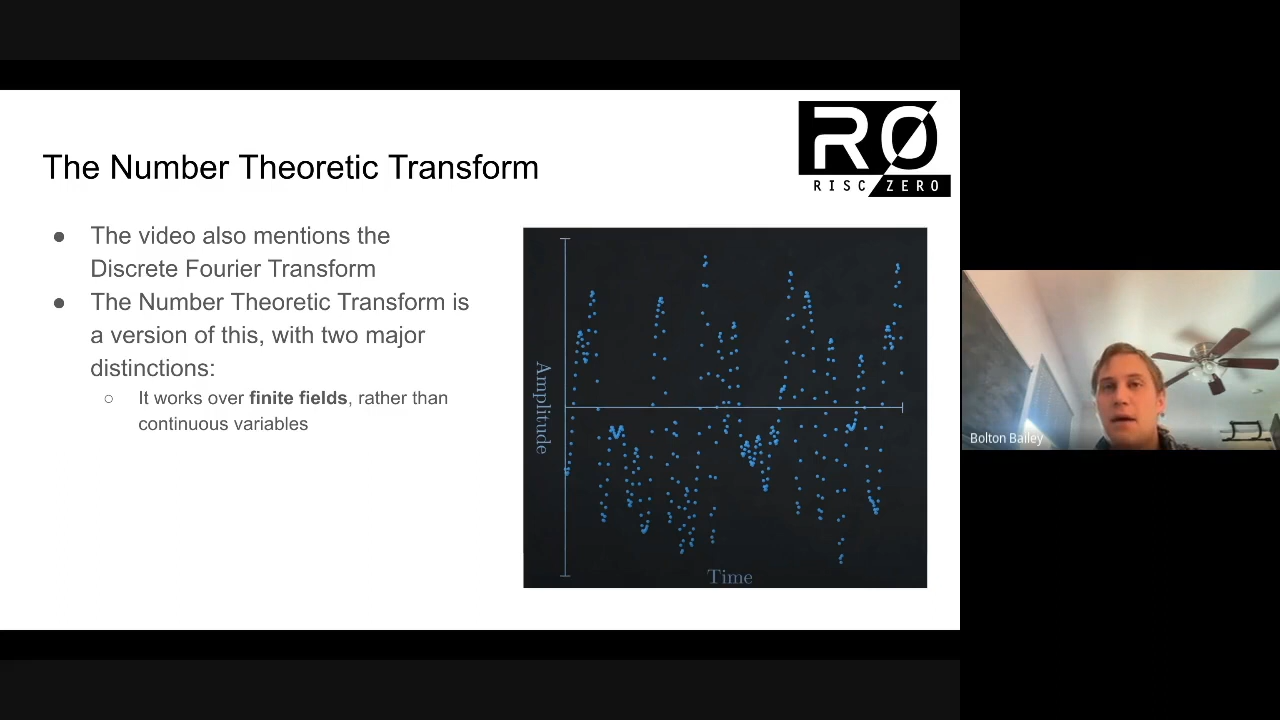 The Number Theoretic Transform
RISC ZERO
● The video also mentions the
Discrete Fourier Transform
● The Number Theoretic Transform is
a version of this, with two major
distinctions:
○ It works over finite fields, rather than
continuous variables
Amplitude
Time
Bolton Bailey